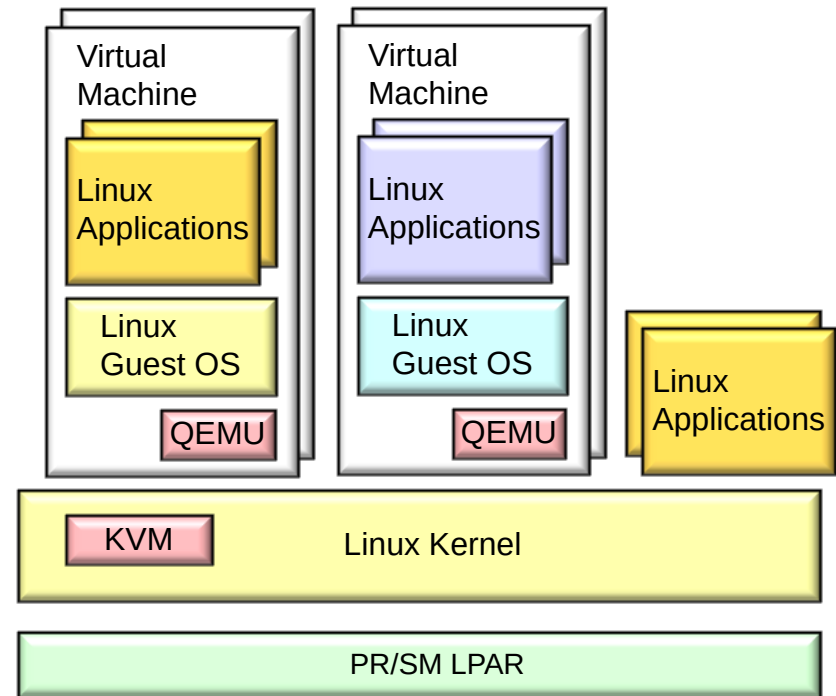 Virtual
Machine
Linux
Applications
Linux
Guest OS
QEMU
Virtual
Machine
Linux
Applications
Linux
Guest OS
QEMU
Linux
Applications
KVM
Linux Kernel
PR/SM LPAR